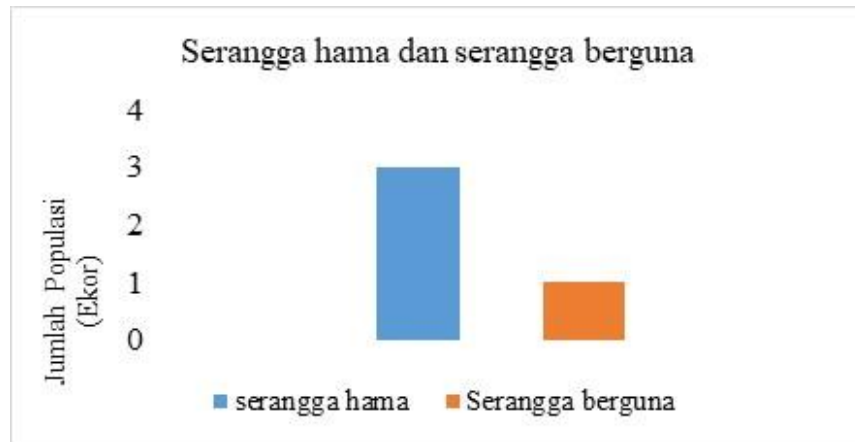 Serangga hama dan serangga berguna
Jumlah Populasi
(Ekor)
4
3
2
1
0
serangga hama
Serangga berguna